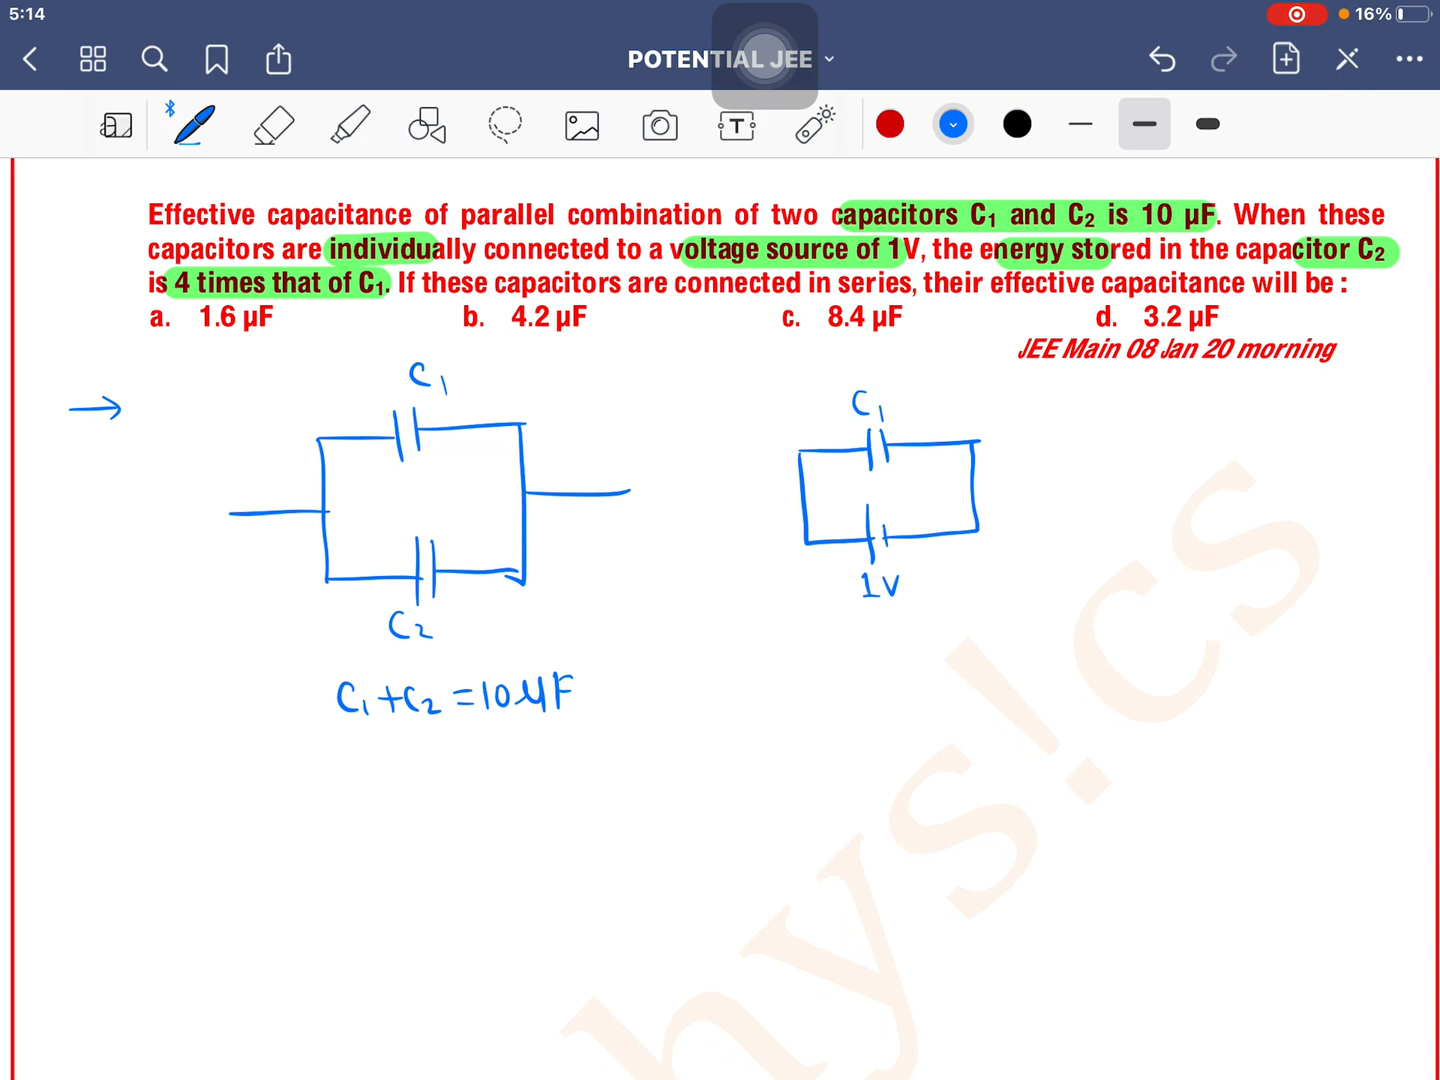 5:14
16%
POTENTIAL JEE
T
Effective capacitance of parallel combination of two capacitors C₁ and C₂ is 10 µF. When these
capacitors are individually connected to a voltage source of 1V, the energy stored in the capacitor C₂
is 4 times that of C₁. If these capacitors are connected in series, their effective capacitance will be :
a. 1.6 µF b. 4.2 µF c. 8.4 µF d. 3.2 µF
JEE Main 08 Jan 20 morning
C₁
C₁
1V
C₂
C₁+C₂=10µF
hys!cs